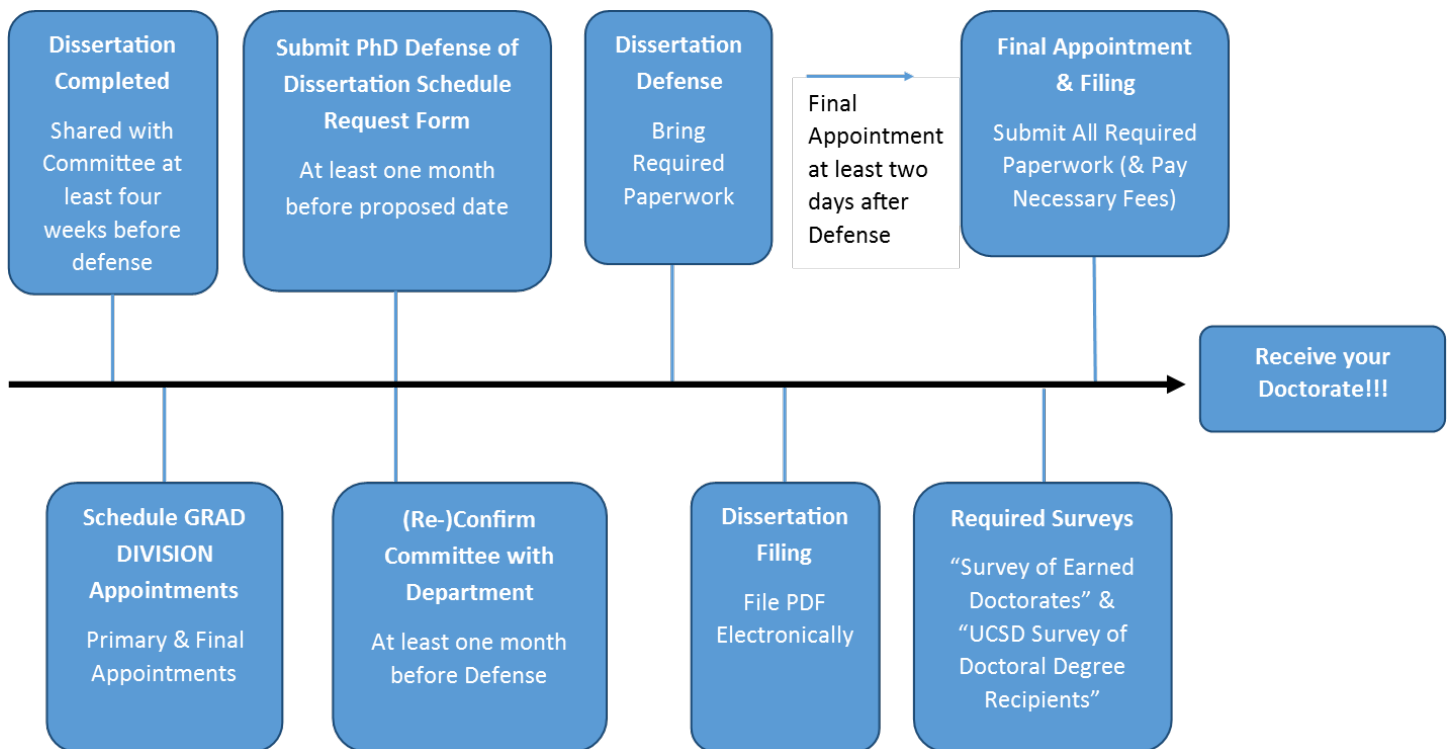 Dissertation
Completed
Shared with
Committee at
least four
weeks before
defense
Submit PhD Defense of
Dissertation Schedule
Request Form
At least one month
before proposed date
Dissertation
Defense
Bring
Required
Paperwork
Final
Appointment
at least two
days after
Defense
Final Appointment
& Filing
Submit All Required
Paperwork (& Pay
Necessary Fees)
Receive your
Doctorate!!!
Schedule GRAD
DIVISION
Appointments
Primary & Final
Appointments
(Re-)Confirm
Committee with
Department
At least one month
before Defense
Dissertation
Filing
File PDF
Electronically
Required Surveys
“Survey of Earned
Doctorates” &
“UCSD Survey of
Doctoral Degree
Recipients”